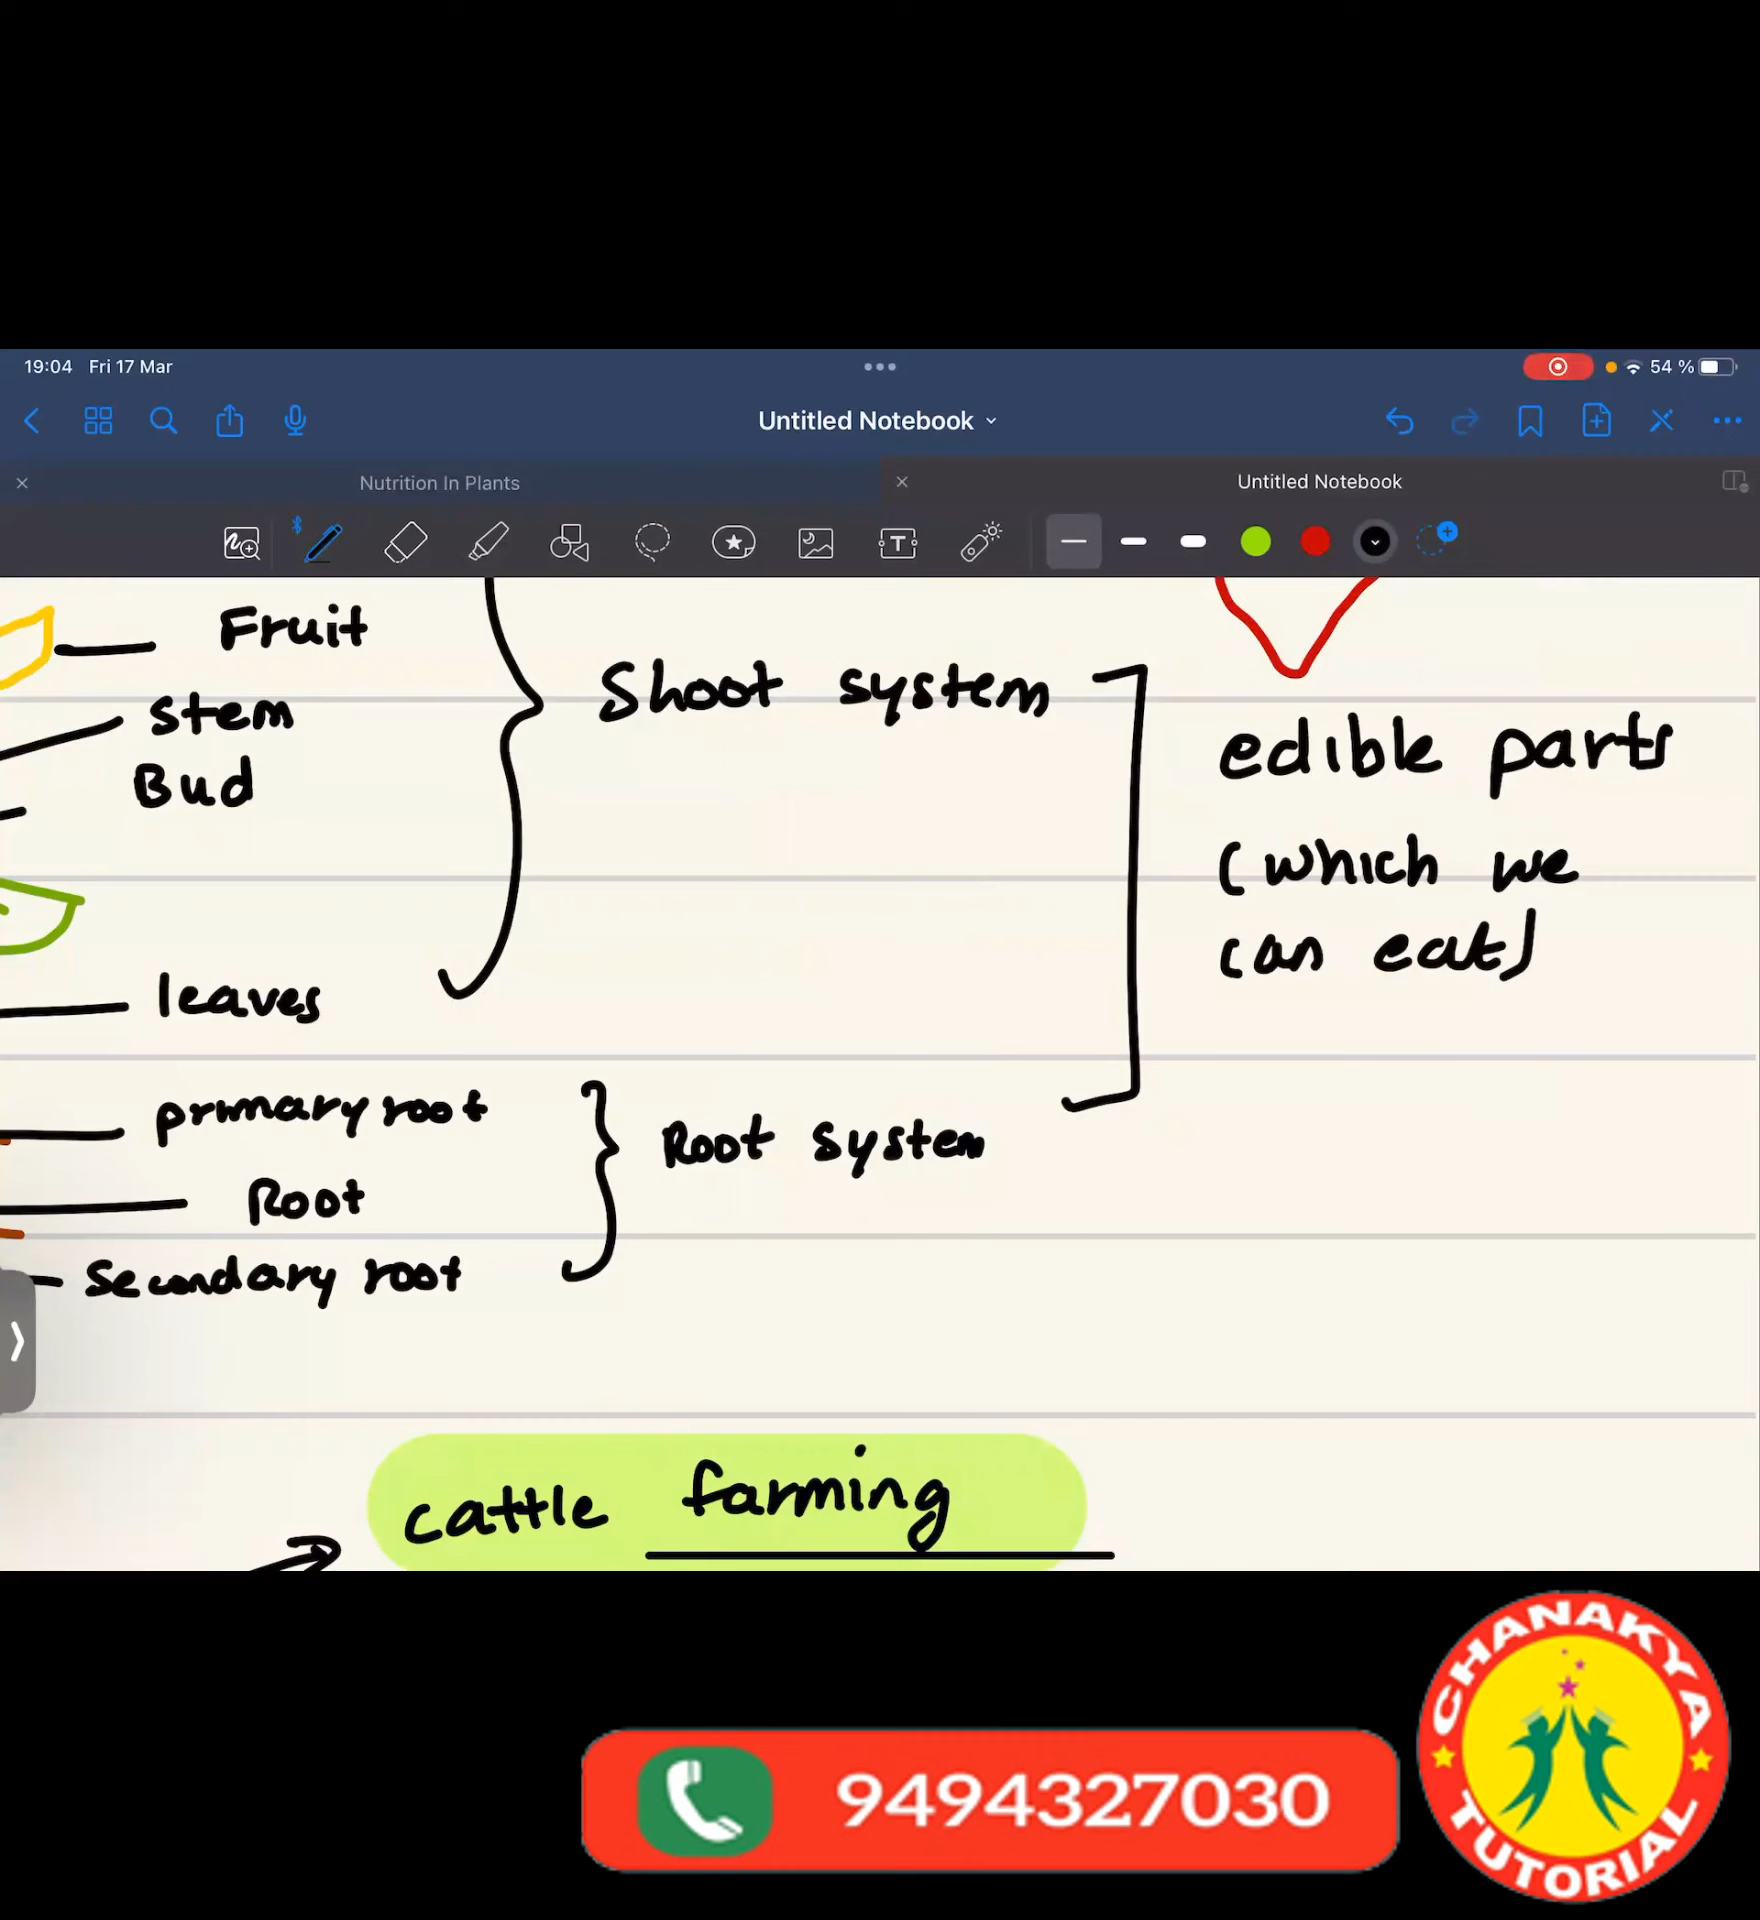 19:04 Fri 17 Mar
54 %
Untitled Notebook
Nutrition In Plants
Untitled Notebook
T
Fruit
Stem
Bud
leaves
Shoot system
primary root
Root
Secondary root
Root system
edible parts
(which we
can eat)
cattle farming
9494327030
CHANAKYA
TUTORIAL